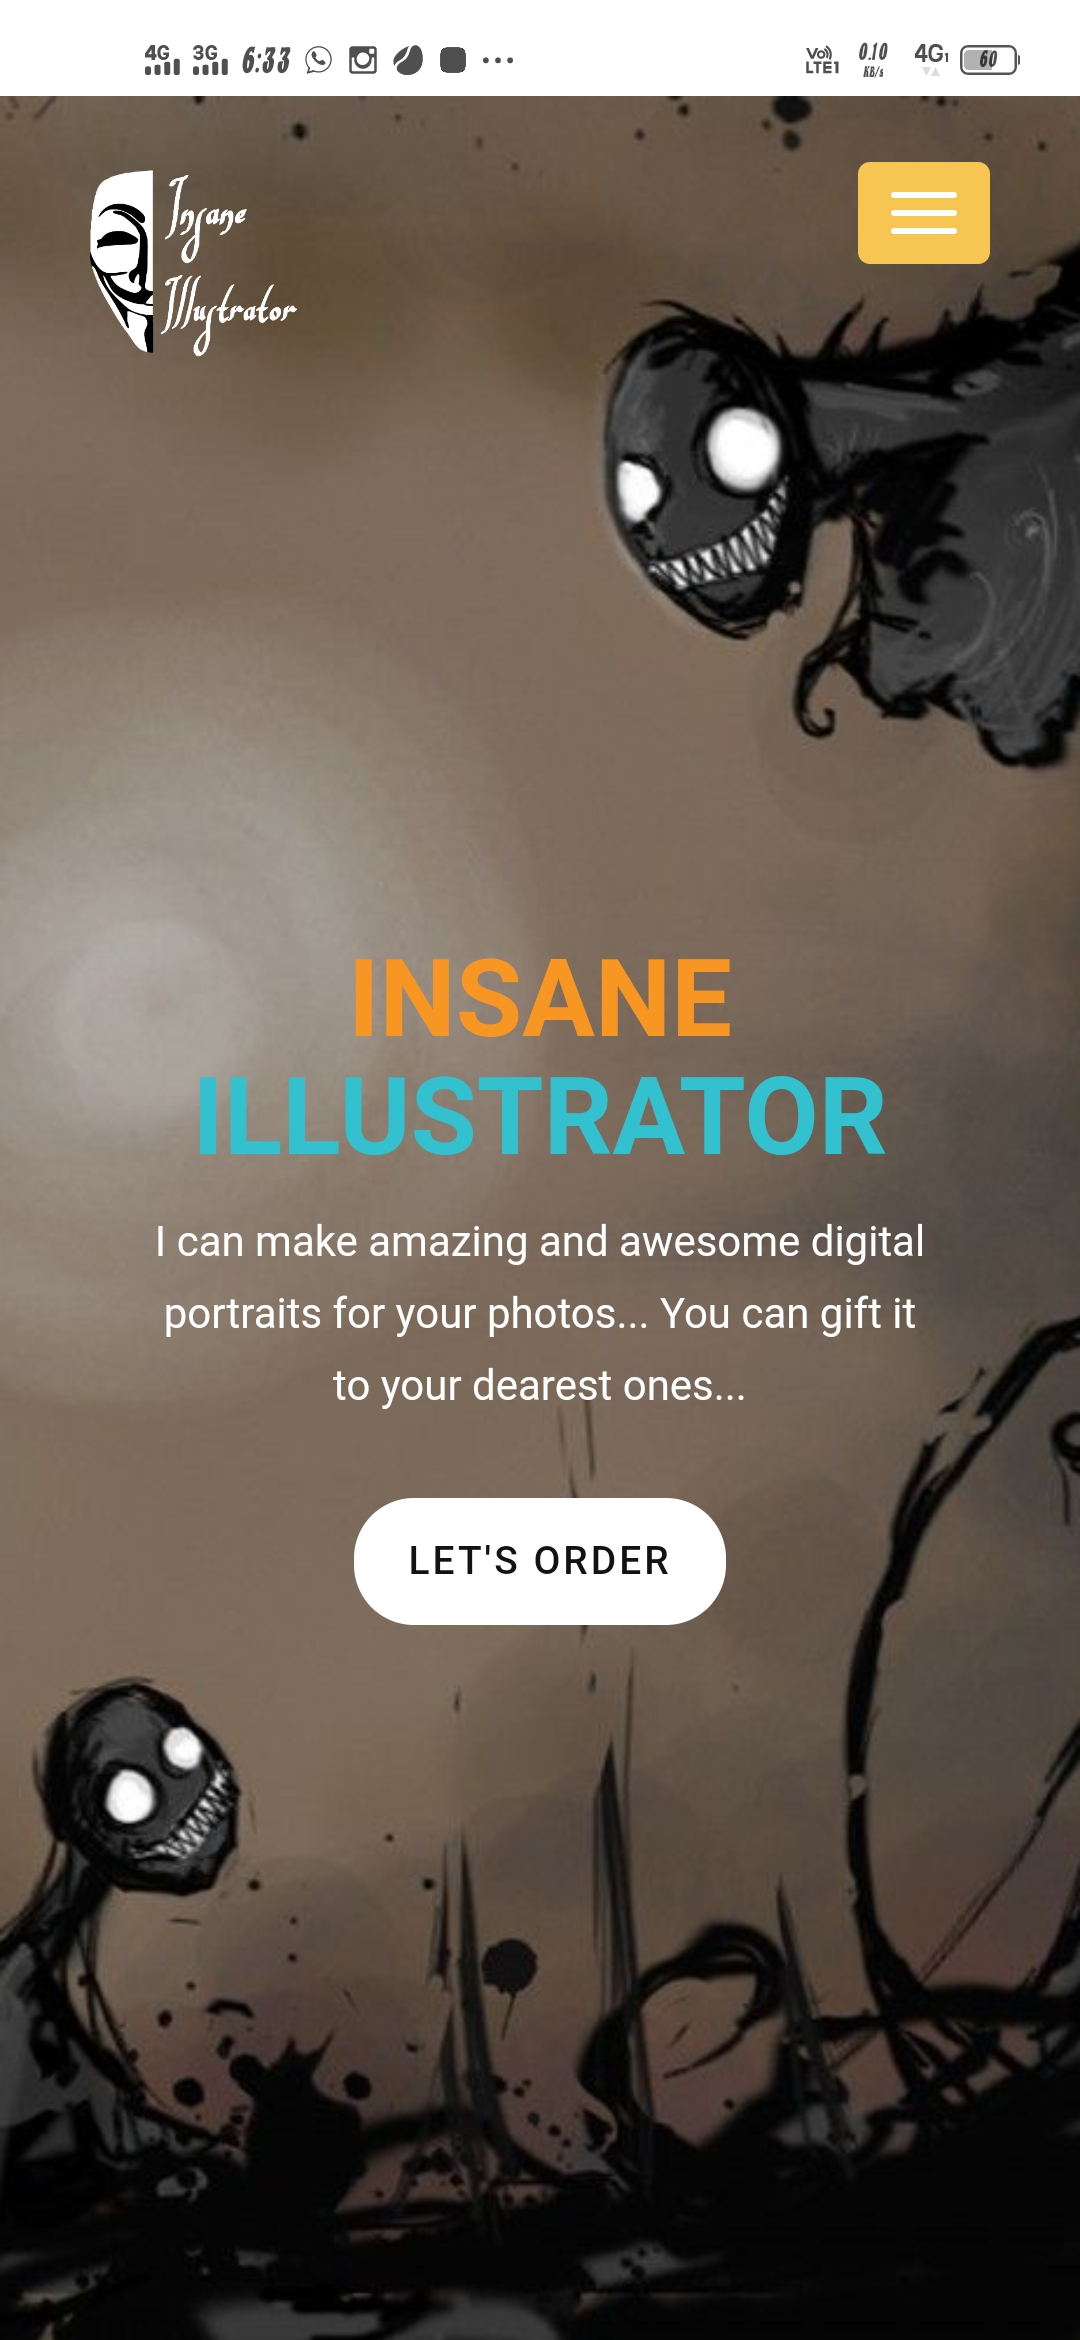 4G 3G 6:33
Vo)) LTE1 0.10 KB/s 4G1 60
Insane
Illustrator
INSANE
ILLUSTRATOR
I can make amazing and awesome digital
portraits for your photos... You can gift it
to your dearest ones...
LET'S ORDER